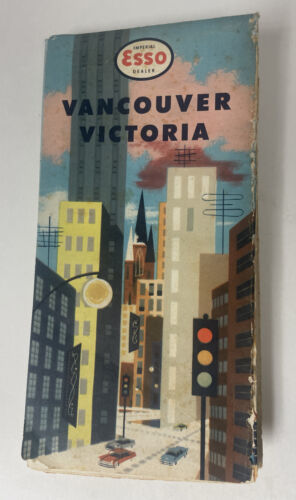 IMPERIAL
Esso
DEALER
VANCOUVER
VICTORIA